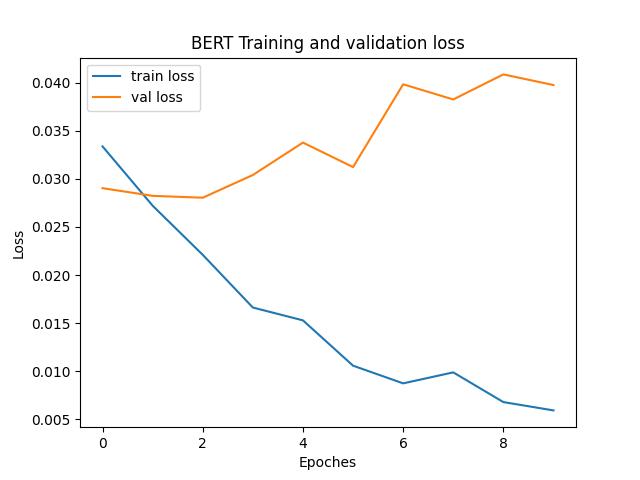 BERT Training and validation loss
train loss
val loss
0.040
0.035
0.030
0.025
0.020
0.015
0.010
0.005
Loss
0 2 4 6 8
Epoches